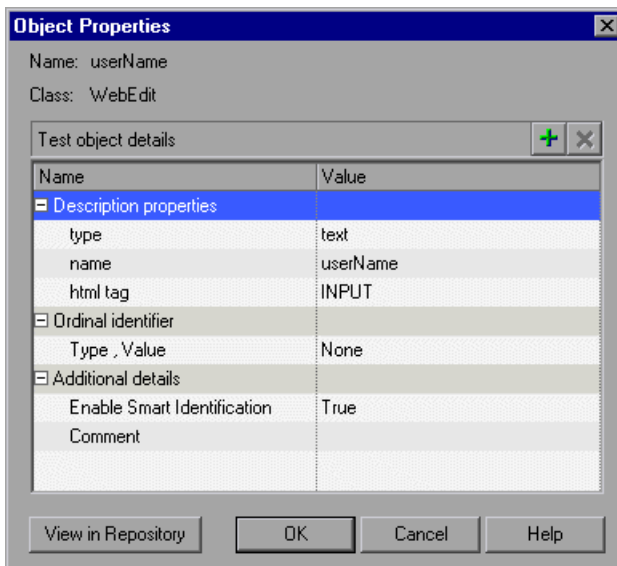 Object Properties
Name: userName
Class: WebEdit
Test object details
Name Value
Description properties
type text
name userName
html tag INPUT
Ordinal identifier
Type , Value None
Additional details
Enable Smart Identification True
Comment
View in Repository OK Cancel Help